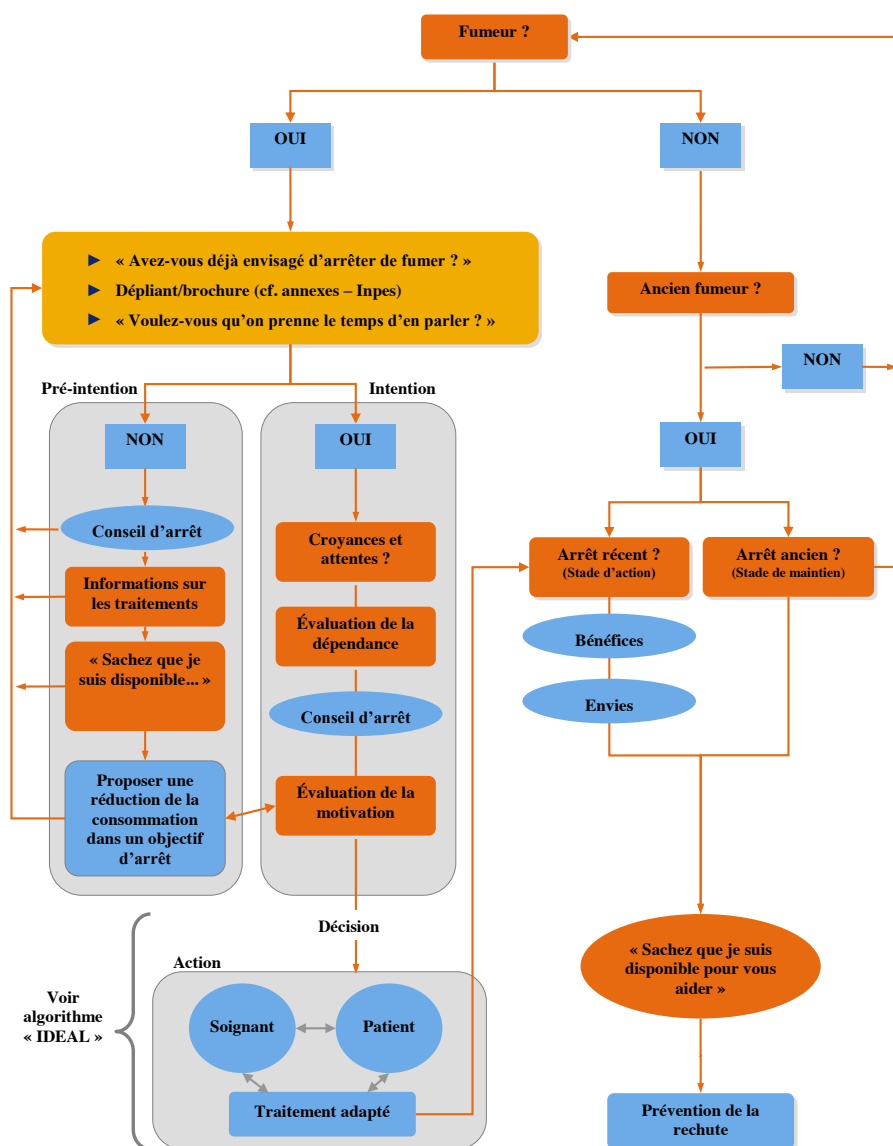 Fumeur ?
OUI
NON
« Avez-vous déjà envisagé d’arrêter de fumer ? »
Dépliant/brochure (cf. annexes – Inpes)
« Voulez-vous qu’on prenne le temps d’en parler ? »
Ancien fumeur ?
NON
OUI
Pré-intention
Intention
NON
OUI
Conseil d’arrêt
Informations sur
les traitements
« Sachez que je
suis disponible... »
Proposer une
réduction de la
consommation
dans un objectif
d’arrêt
Croyances et
attentes ?
Évaluation de la
dépendance
Conseil d’arrêt
Évaluation de la
motivation
Arrêt récent ?
(Stade d’action)
Arrêt ancien ?
(Stade de maintien)
Bénéfices
Envies
Décision
Action
Voir
algorithme
« IDEAL »
Soignant
Patient
Traitement adapté
« Sachez que je suis
disponible pour vous
aider »
Prévention de la
rechute